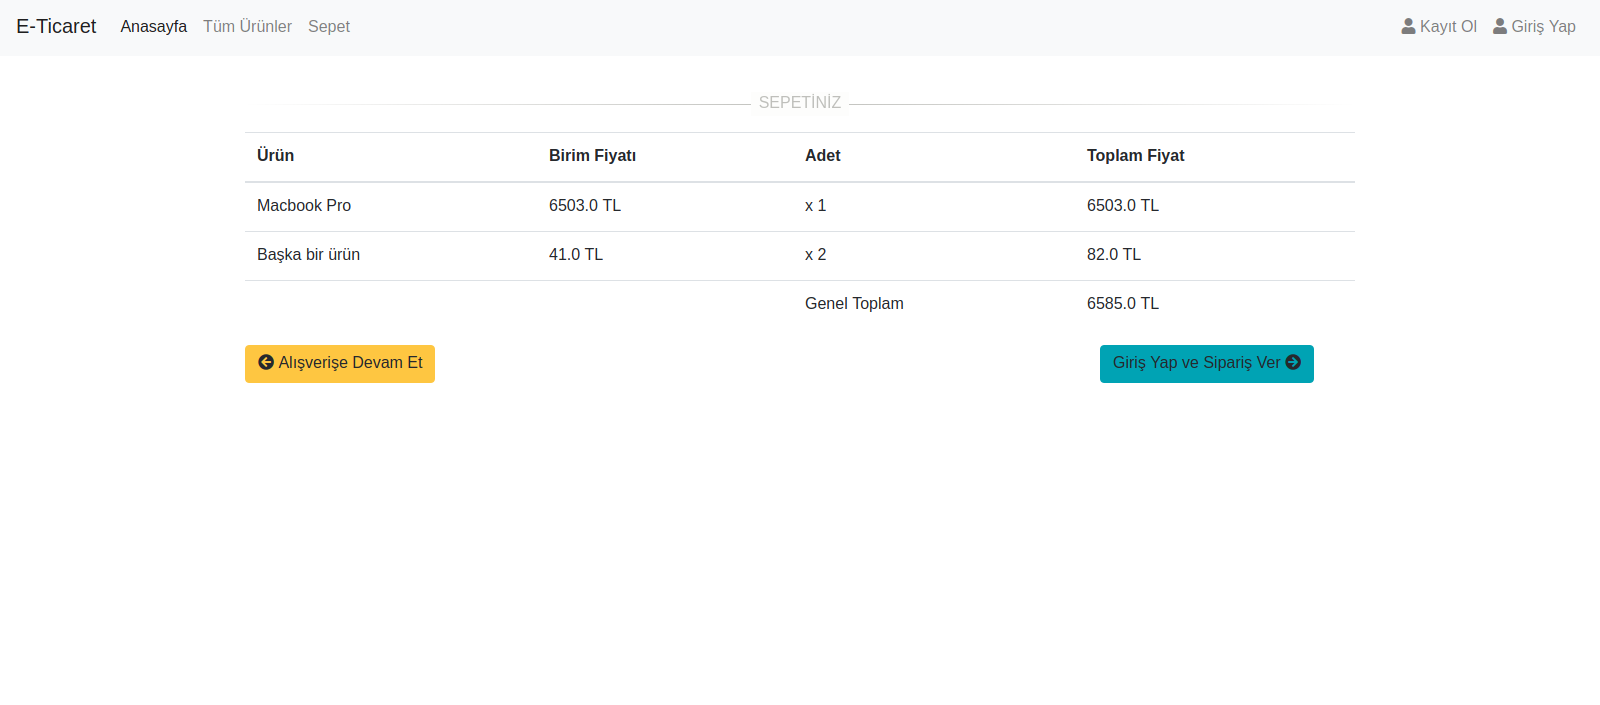 E-Ticaret Anasayfa Tüm Ürünler Sepet Kayıt Ol Giriş Yap
SEPETİNİZ
Ürün Birim Fiyatı Adet Toplam Fiyat
Macbook Pro 6503.0 TL x 1 6503.0 TL
Başka bir ürün 41.0 TL x 2 82.0 TL
Genel Toplam 6585.0 TL
Alışverişe Devam Et Giriş Yap ve Sipariş Ver